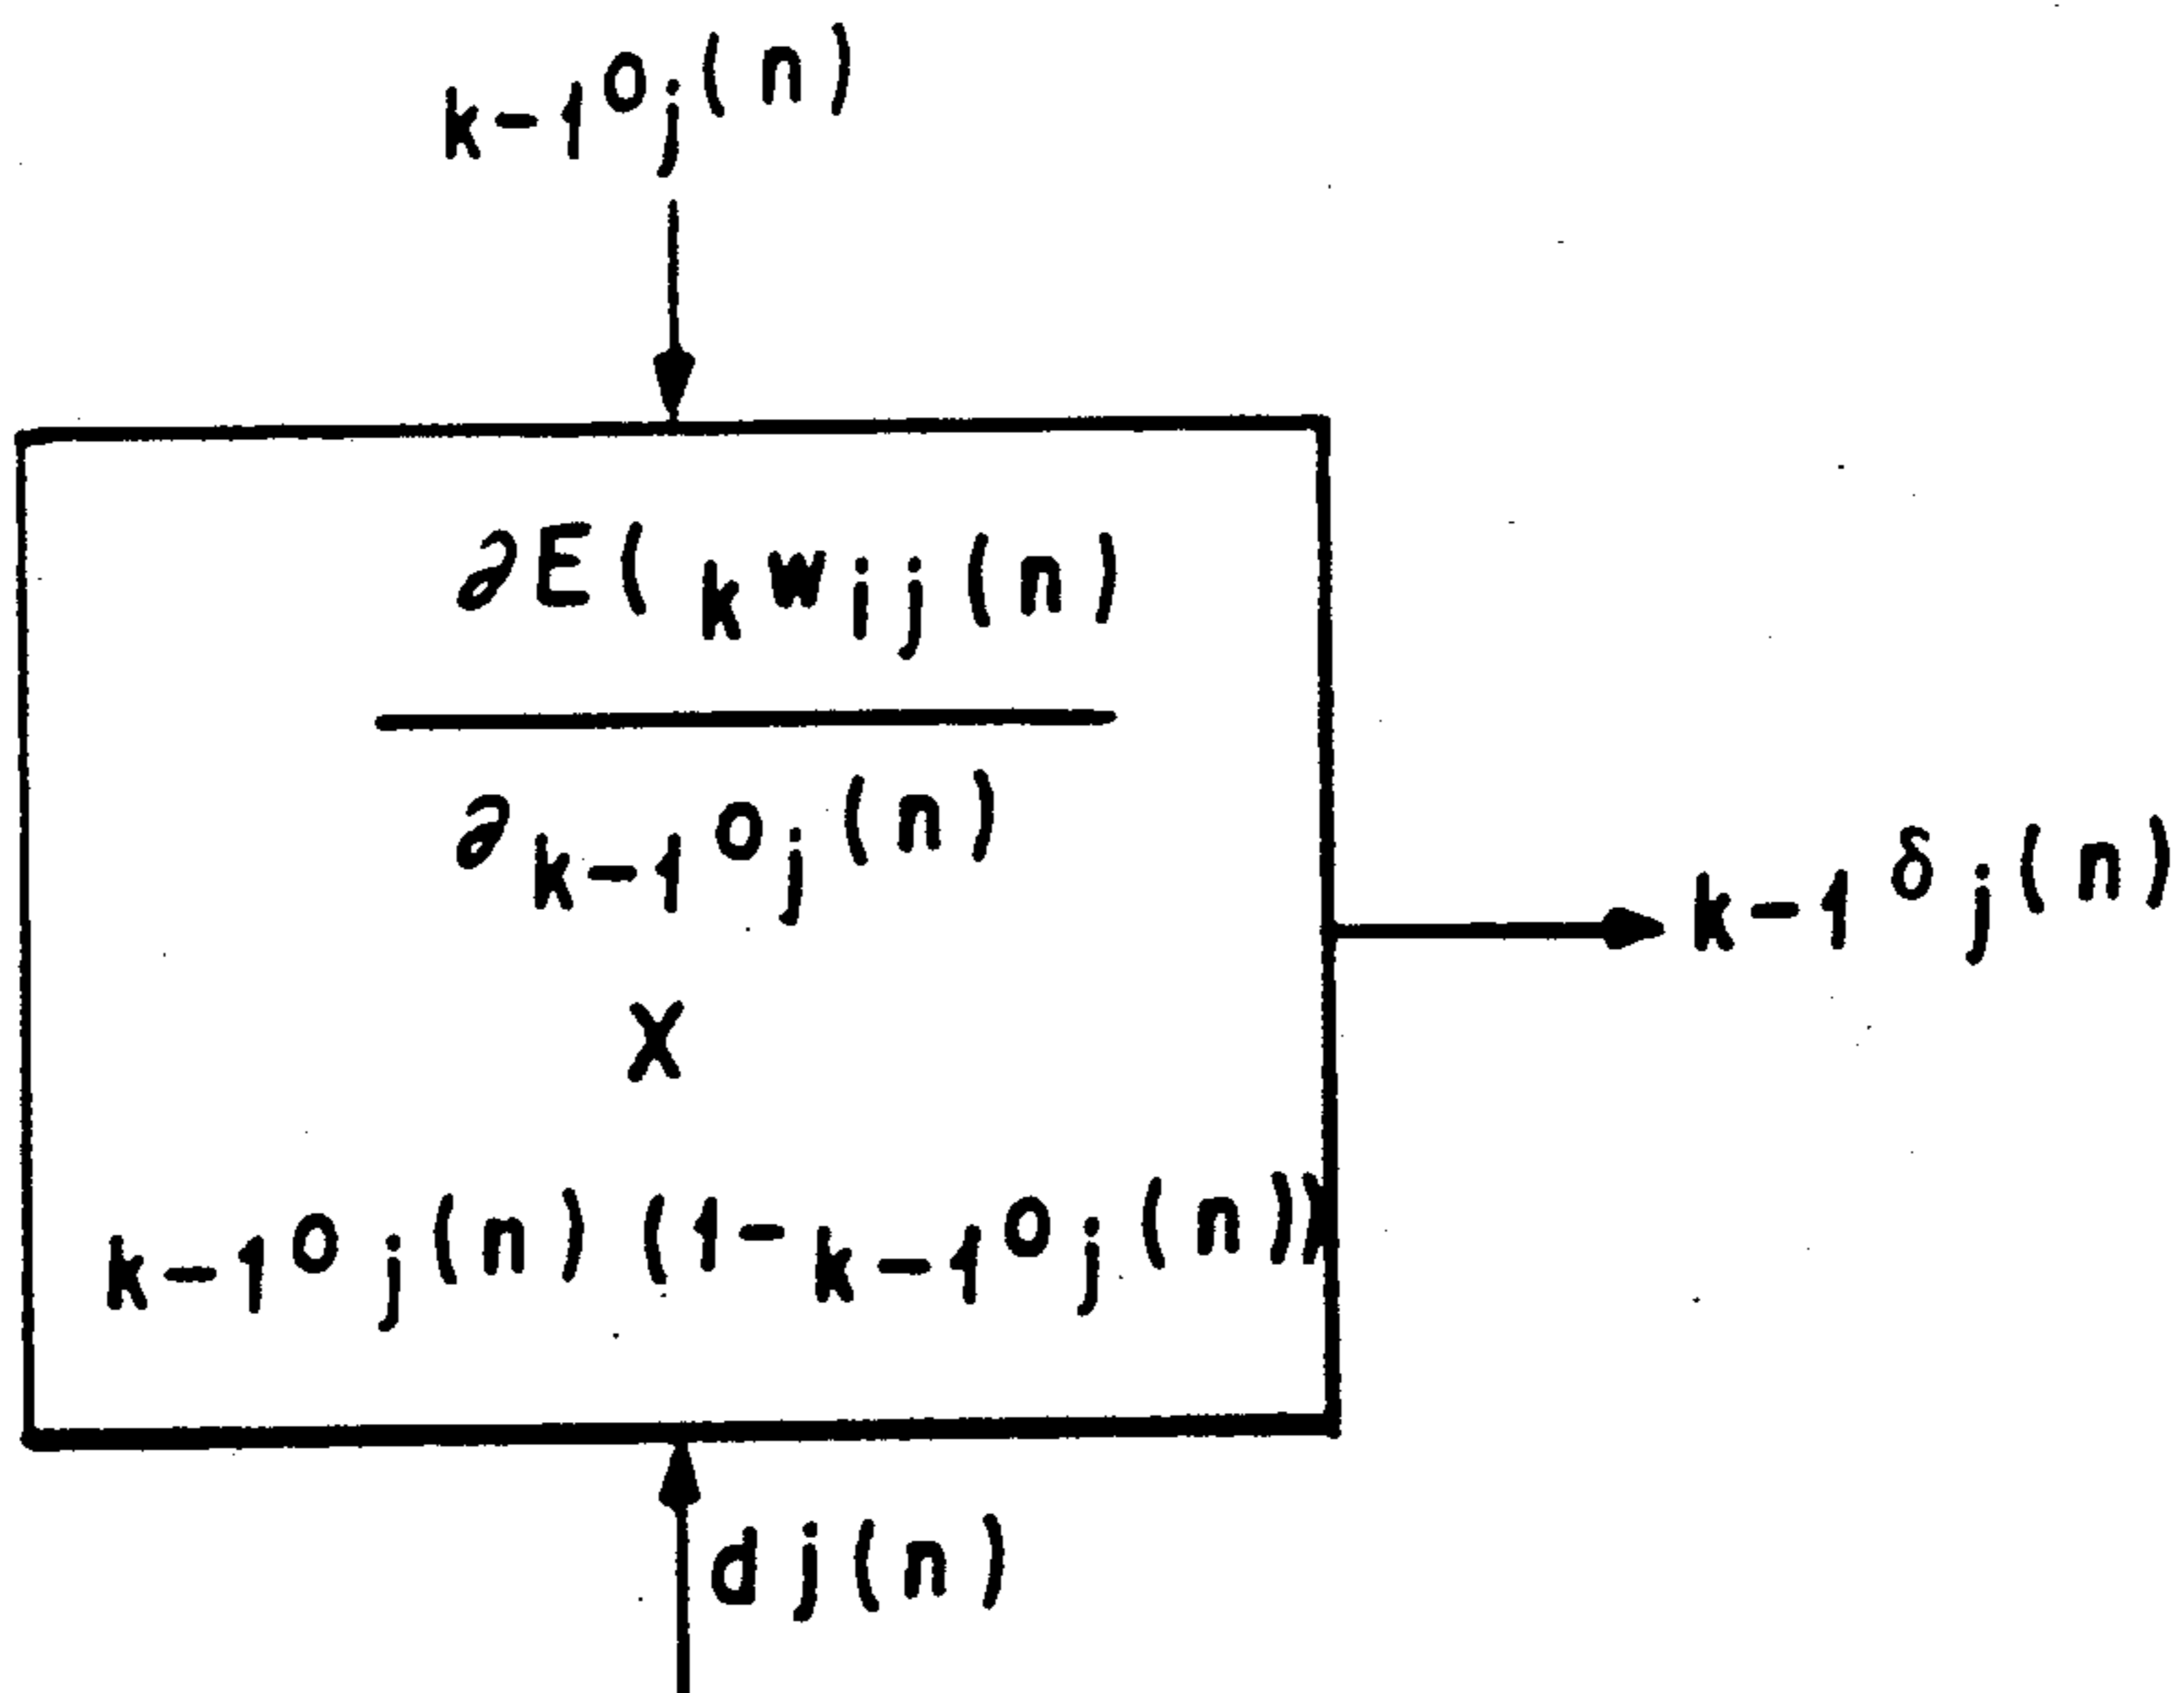 k-1Oj(n)
∂E(kwij(n)
∂k-1Oj(n)
X
k-1Oj(n) (1-k-1Oj(n))
k-1δj(n)
dj(n)